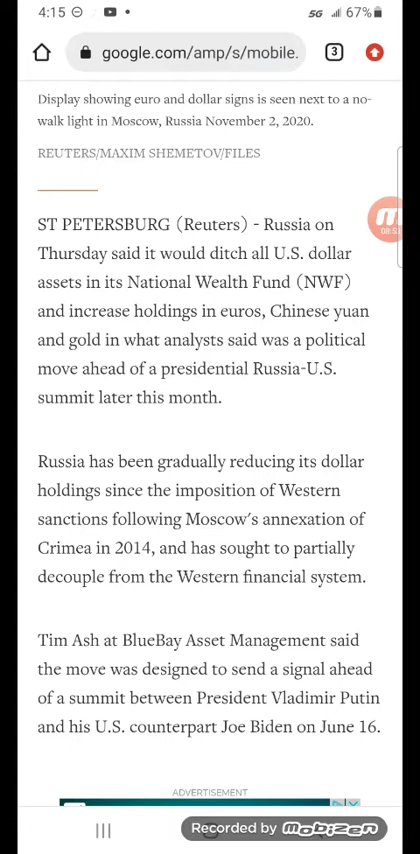 4:15
5G
67%
google.com/amp/s/mobile.
3
Display showing euro and dollar signs is seen next to a no-
walk light in Moscow, Russia November 2, 2020.
REUTERS/MAXIM SHEMETOV/FILES
ST PETERSBURG (Reuters) - Russia on
Thursday said it would ditch all U.S. dollar
assets in its National Wealth Fund (NWF)
and increase holdings in euros, Chinese yuan
and gold in what analysts said was a political
move ahead of a presidential Russia-U.S.
summit later this month.
Russia has been gradually reducing its dollar
holdings since the imposition of Western
sanctions following Moscow's annexation of
Crimea in 2014, and has sought to partially
decouple from the Western financial system.
Tim Ash at BlueBay Asset Management said
the move was designed to send a signal ahead
of a summit between President Vladimir Putin
and his U.S. counterpart Joe Biden on June 16.
ADVERTISEMENT
Recorded by Mobizen